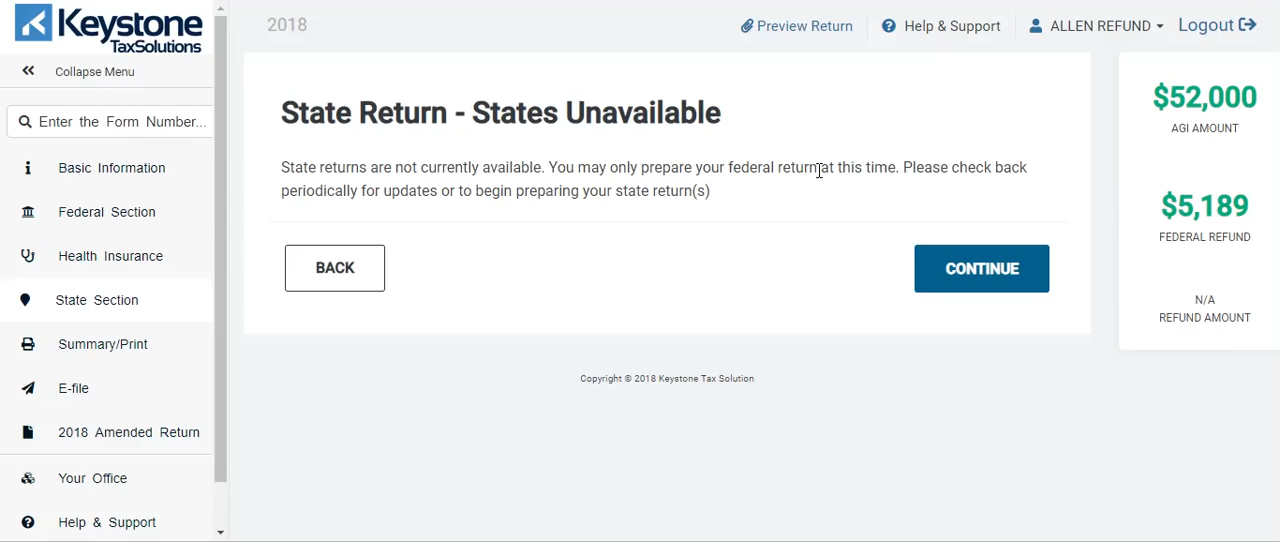 Keystone
TaxSolutions
2018
Preview Return
Help & Support
ALLEN REFUND
Logout
Collapse Menu
Enter the Form Number...
Basic Information
Federal Section
Health Insurance
State Section
Summary/Print
E-file
2018 Amended Return
Your Office
Help & Support
State Return - States Unavailable
State returns are not currently available. You may only prepare your federal return at this time. Please check back
periodically for updates or to begin preparing your state return(s)
BACK
CONTINUE
$52,000
AGI AMOUNT
$5,189
FEDERAL REFUND
N/A
REFUND AMOUNT
Copyright © 2018 Keystone Tax Solution